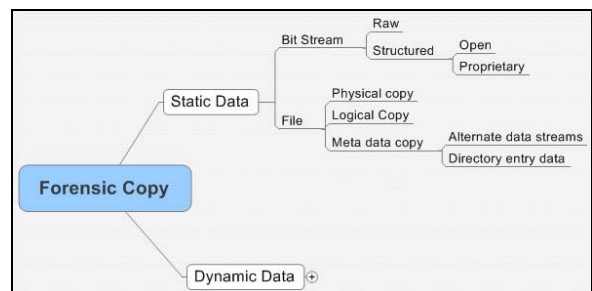 Raw
Bit Stream
Structured
Open
Proprietary
Static Data
Physical copy
Logical Copy
File
Meta data copy
Alternate data streams
Directory entry data
Forensic Copy
Dynamic Data